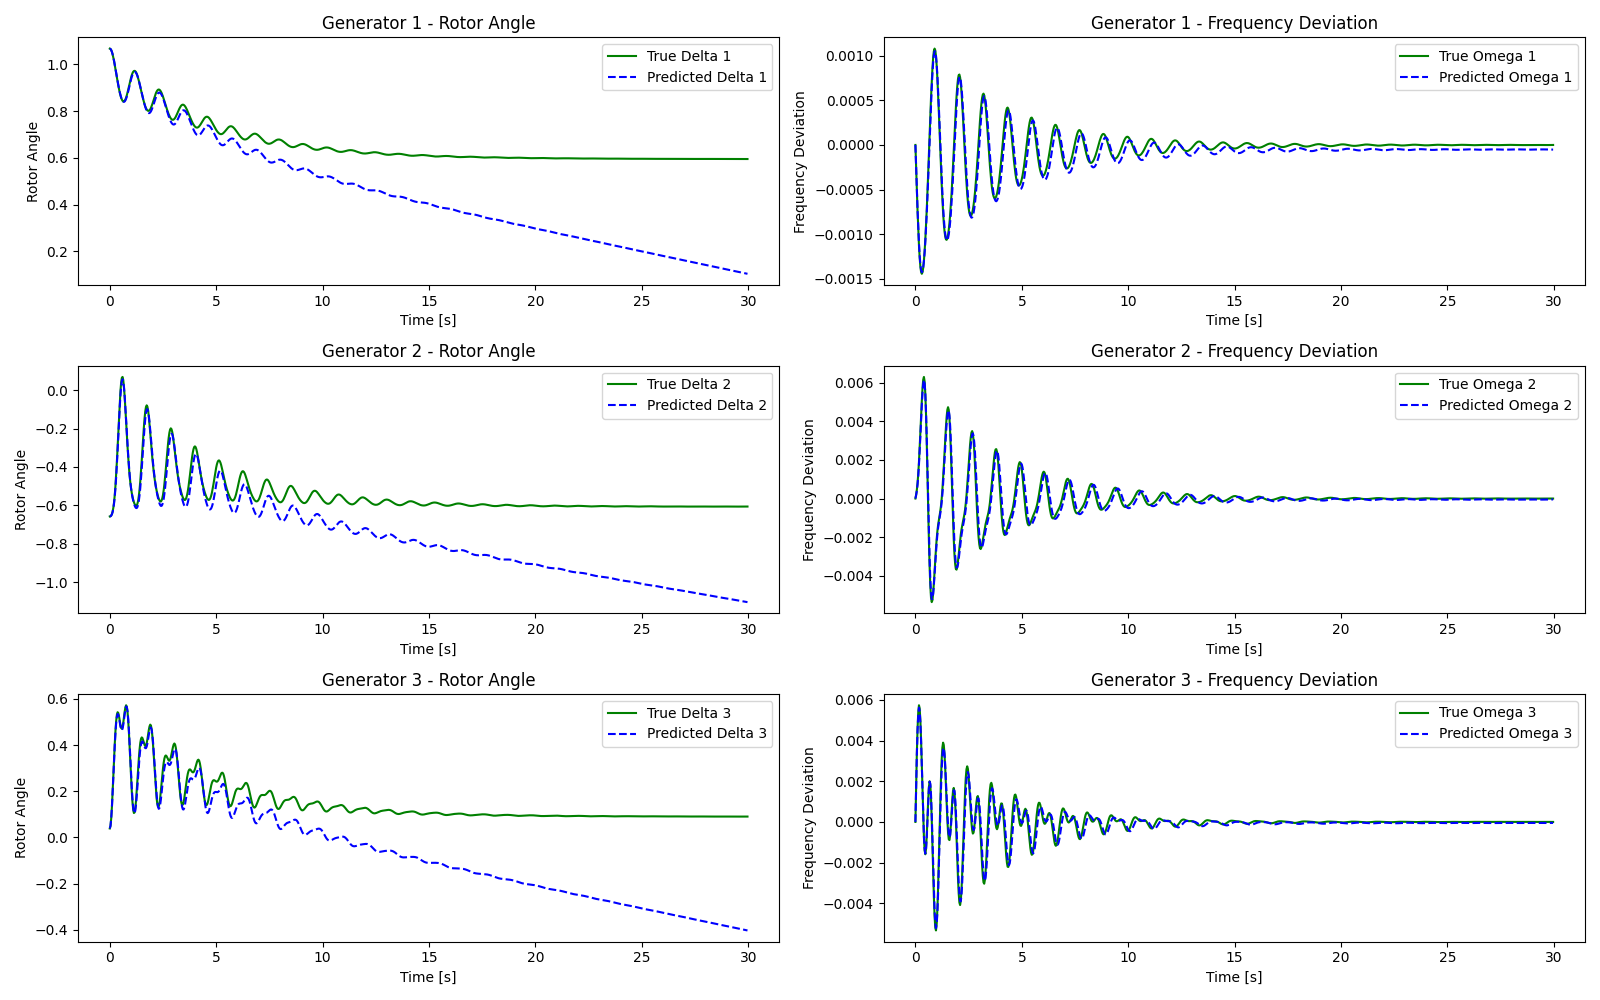 Generator 1 - Rotor Angle
Rotor Angle
1.0
0.8
0.6
0.4
0.2
True Delta 1
Predicted Delta 1
0 5 10 15 20 25 30
Time [s]
Generator 1 - Frequency Deviation
Frequency Deviation
0.0010
0.0005
0.0000
−0.0005
−0.0010
−0.0015
True Omega 1
Predicted Omega 1
0 5 10 15 20 25 30
Time [s]
Generator 2 - Rotor Angle
Rotor Angle
0.0
−0.2
−0.4
−0.6
−0.8
−1.0
True Delta 2
Predicted Delta 2
0 5 10 15 20 25 30
Time [s]
Generator 2 - Frequency Deviation
Frequency Deviation
0.006
0.004
0.002
0.000
−0.002
−0.004
True Omega 2
Predicted Omega 2
0 5 10 15 20 25 30
Time [s]
Generator 3 - Rotor Angle
Rotor Angle
0.6
0.4
0.2
0.0
−0.2
−0.4
True Delta 3
Predicted Delta 3
0 5 10 15 20 25 30
Time [s]
Generator 3 - Frequency Deviation
Frequency Deviation
0.006
0.004
0.002
0.000
−0.002
−0.004
True Omega 3
Predicted Omega 3
0 5 10 15 20 25 30
Time [s]